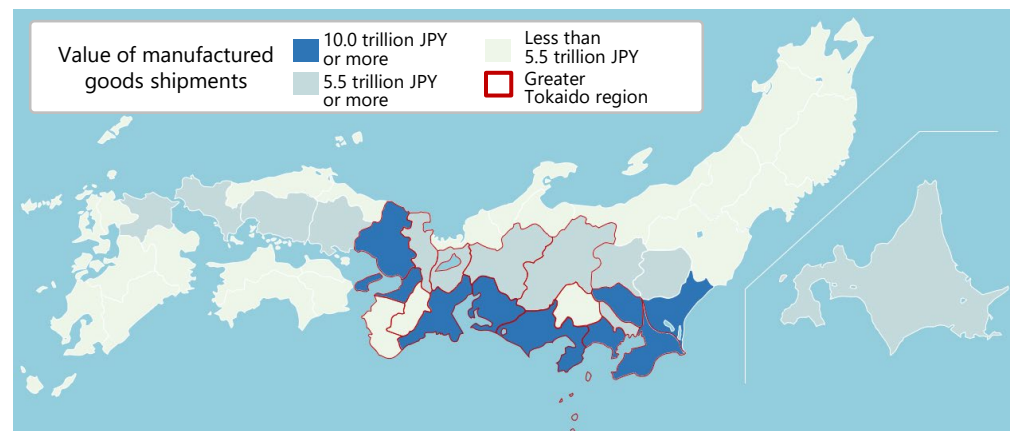 Value of manufactured
goods shipments
10.0 trillion JPY
or more
5.5 trillion JPY
or more
Less than
5.5 trillion JPY
Greater
Tokaido region